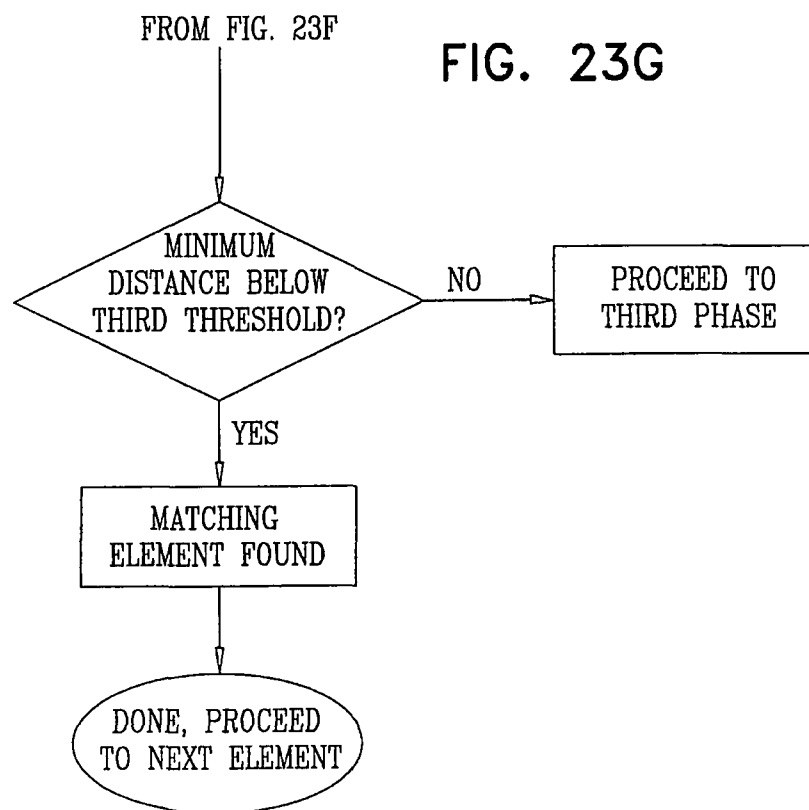 FROM FIG. 23F
FIG. 23G
MINIMUM
DISTANCE BELOW
THIRD THRESHOLD?
NO
PROCEED TO
THIRD PHASE
YES
MATCHING
ELEMENT FOUND
DONE, PROCEED
TO NEXT ELEMENT